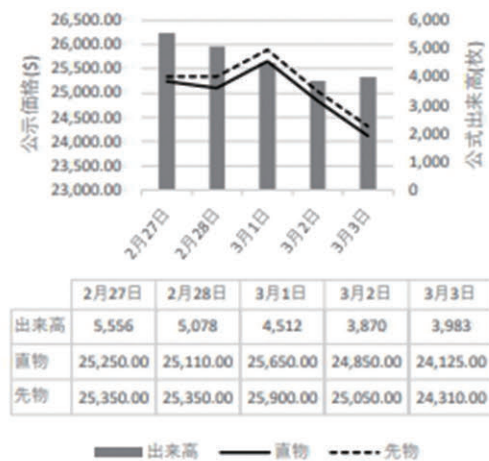 26,500.00
26,000.00
25,500.00
25,000.00
24,500.00
24,000.00
23,500.00
23,000.00
公示価格($)
6,000
5,000
4,000
3,000
2,000
1,000
0
公式出来高(枚)
2月27日
2月28日
3月1日
3月2日
3月3日
2月27日 2月28日 3月1日 3月2日 3月3日
出来高 5,556 5,078 4,512 3,870 3,983
直物 25,250.00 25,110.00 25,650.00 24,850.00 24,125.00
先物 25,350.00 25,350.00 25,900.00 25,050.00 24,310.00
出来高 直物 先物